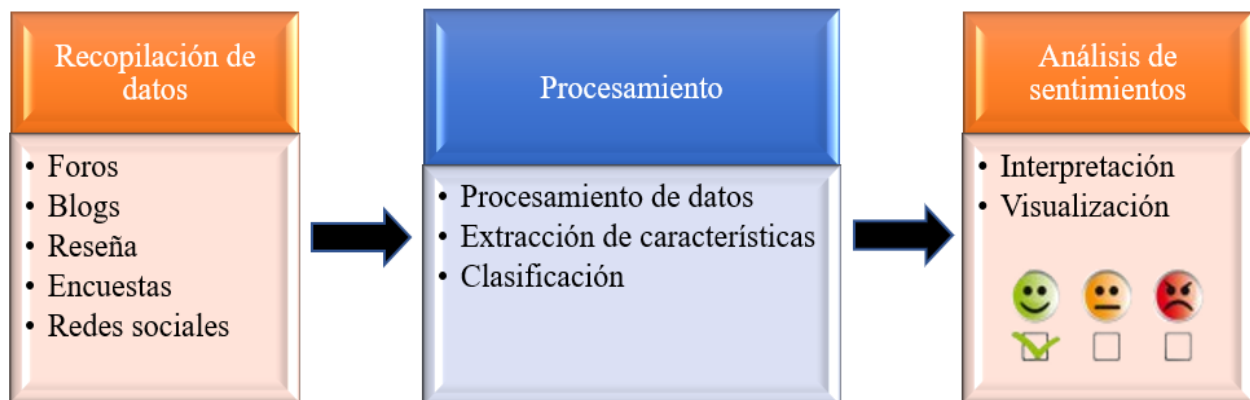 Recopilación de
datos
• Foros
• Blogs
• Reseña
• Encuestas
• Redes sociales
Procesamiento
• Procesamiento de datos
• Extracción de características
• Clasificación
Análisis de
sentimientos
• Interpretación
• Visualización